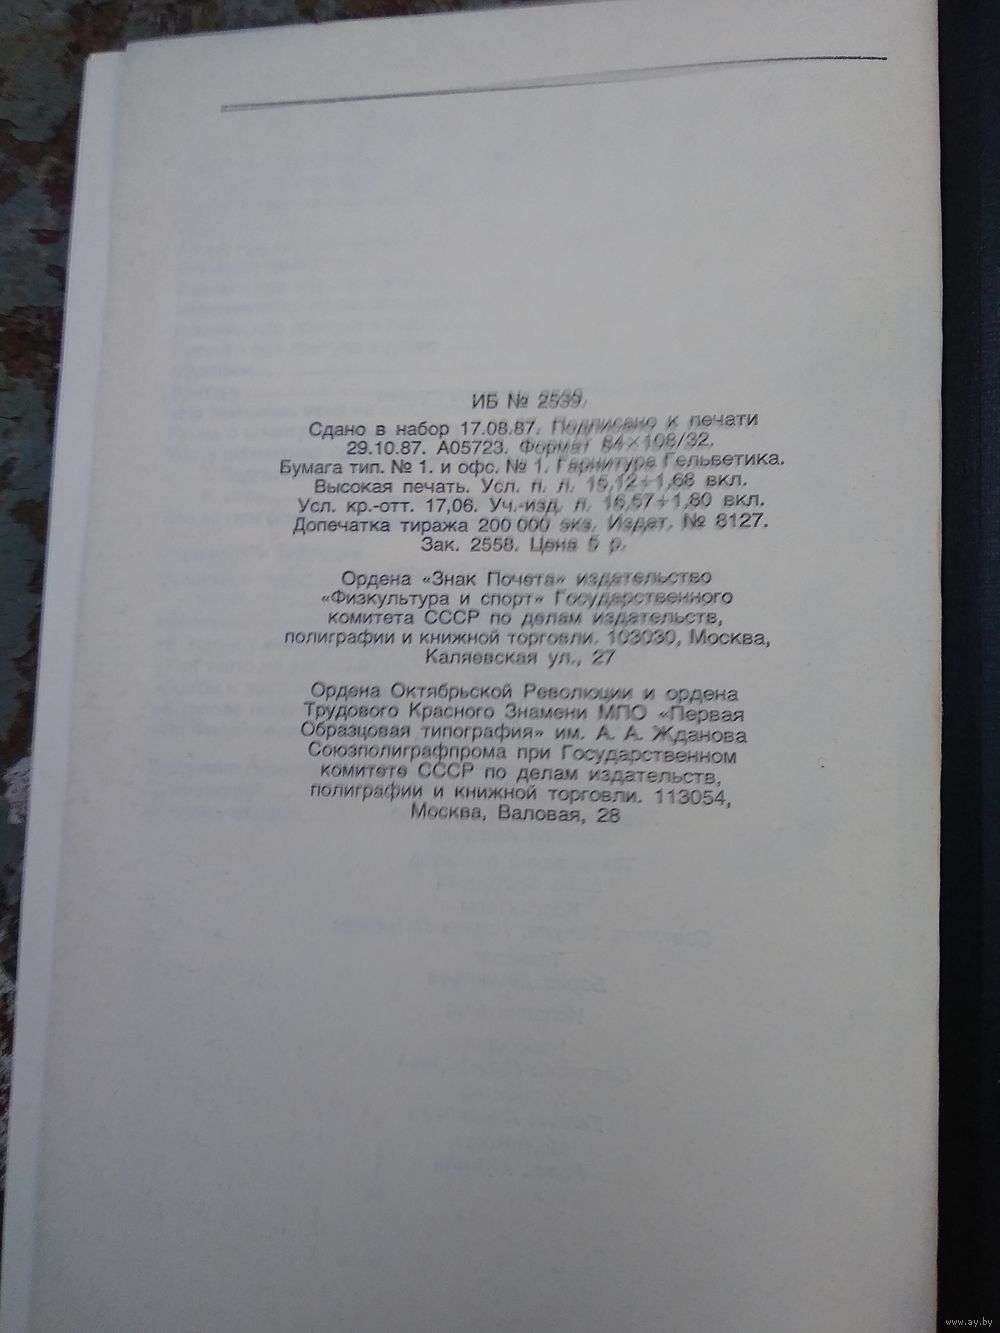 ИБ № 2539.
Сдано в набор 17.08.87. Подписано к печати
29.10.87. А05723. Формат 84×108/32.
Бумага тип. № 1. и офс. № 1. Гарнитура Гельветика.
Высокая печать. Усл. п. л. 15,12+1,68 вкл.
Усл. кр.-отт. 17,06. Уч.-изд. л. 16,57+1,80 вкл.
Допечатка тиража 200 000 экз. Издат. № 8127.
Зак. 2558. Цена 5 р.
Ордена «Знак Почета» издательство
«Физкультура и спорт» Государственного
комитета СССР по делам издательств,
полиграфии и книжной торговли. 103030, Москва,
Каляевская ул., 27
Ордена Октябрьской Революции и ордена
Трудового Красного Знамени МПО «Первая
Образцовая типография» им. А. А. Жданова
Союзполиграфпрома при Государственном
комитете СССР по делам издательств,
полиграфии и книжной торговли. 113054,
Москва, Валовая, 28
www.ay.by